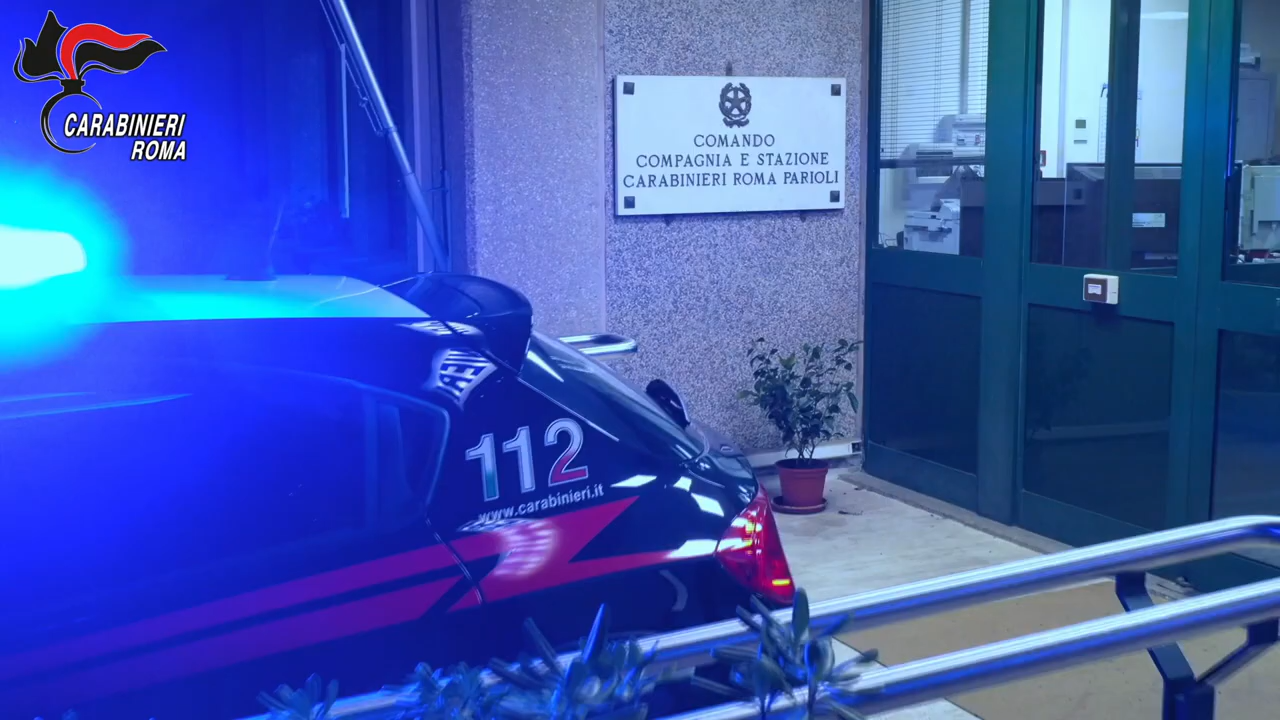 CARABINIERI
ROMA
COMANDO
COMPAGNIA E STAZIONE
CARABINIERI ROMA PARIOLI
112
www.carabinieri.it